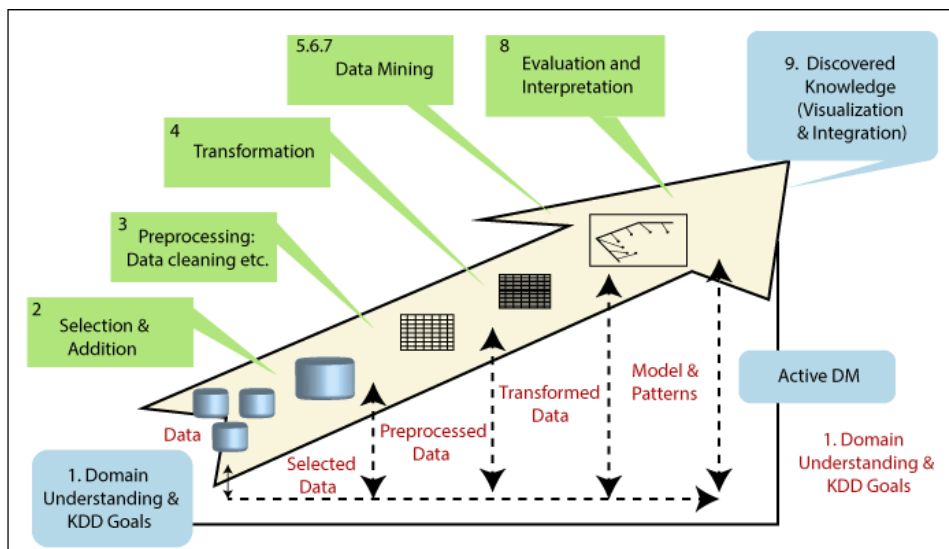 5.6.7
Data Mining
8
Evaluation and
Interpretation
9. Discovered
Knowledge
(Visualization
& Integration)
4
Transformation
3
Preprocessing:
Data cleaning etc.
2
Selection &
Addition
Data
Selected
Data
Preprocessed
Data
Transformed
Data
Model &
Patterns
Active DM
1. Domain
Understanding &
KDD Goals
1. Domain
Understanding &
KDD Goals